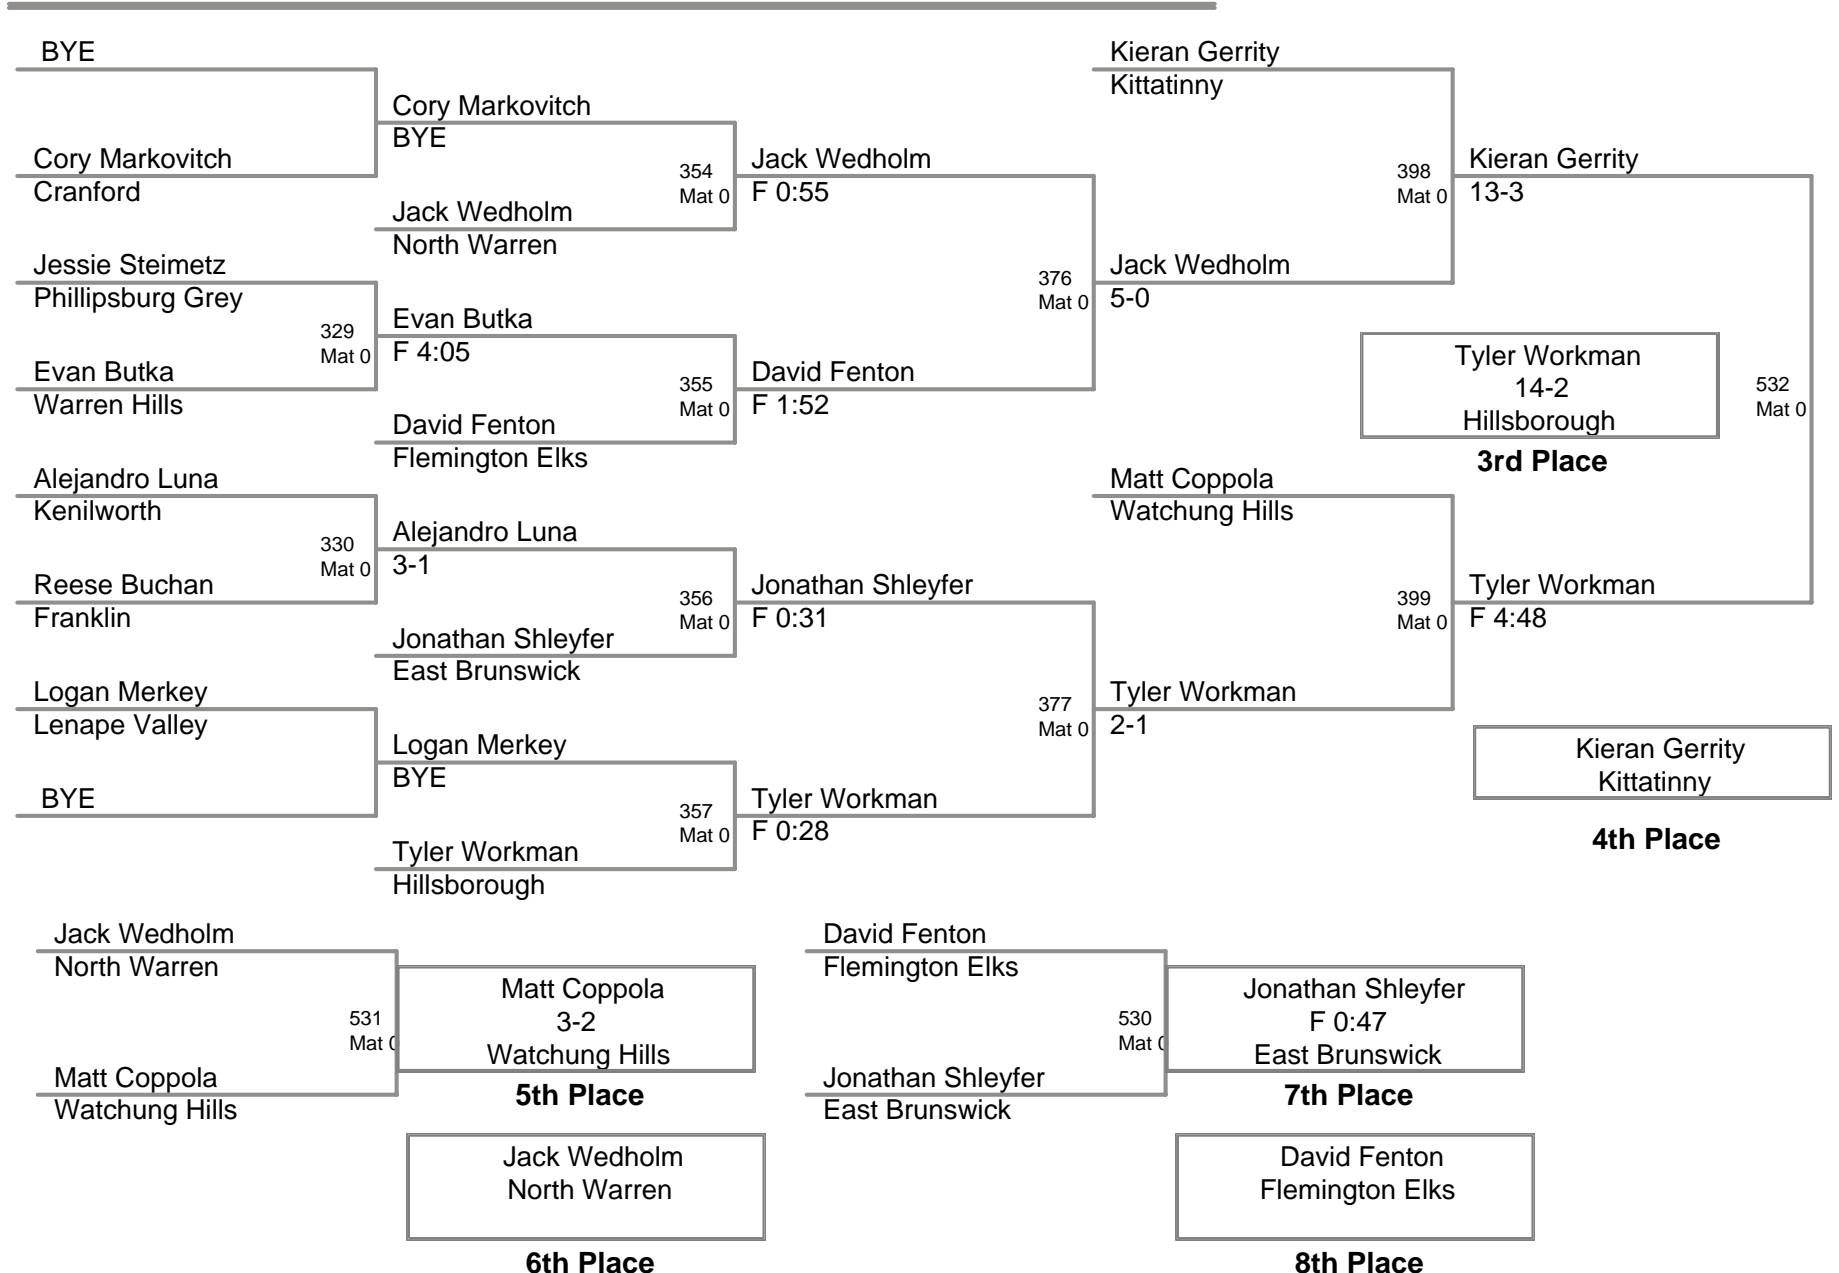 BYE
Cory Markovitch
Cranford
Jessie Steimetz
Phillipsburg Grey
329
Mat 0
Evan Butka
Warren Hills
Alejandro Luna
Kenilworth
330
Mat 0
Reese Buchan
Franklin
Logan Merkey
Lenape Valley
BYE
Cory Markovitch
BYE
354
Mat 0
Jack Wedholm
North Warren
Evan Butka
F 4:05
355
Mat 0
David Fenton
Flemington Elks
Alejandro Luna
3-1
356
Mat 0
Jonathan Shleyfer
East Brunswick
Logan Merkey
BYE
357
Mat 0
Tyler Workman
Hillsborough
Jack Wedholm
F 0:55
376
Mat 0
David Fenton
F 1:52
Jonathan Shleyfer
F 0:31
377
Mat 0
Tyler Workman
F 0:28
Kieran Gerrity
Kittatinny
398
Mat 0
Jack Wedholm
5-0
Matt Coppola
Watchung Hills
399
Mat 0
Tyler Workman
2-1
Kieran Gerrity
13-3
532
Mat 0
Tyler Workman
F 4:48
Tyler Workman
14-2
Hillsborough
3rd Place
Kieran Gerrity
Kittatinny
4th Place
Jack Wedholm
North Warren
531
Mat 0
Matt Coppola
Watchung Hills
Matt Coppola
3-2
Watchung Hills
5th Place
Jack Wedholm
North Warren
6th Place
David Fenton
Flemington Elks
530
Mat 0
Jonathan Shleyfer
East Brunswick
Jonathan Shleyfer
F 0:47
East Brunswick
7th Place
David Fenton
Flemington Elks
8th Place